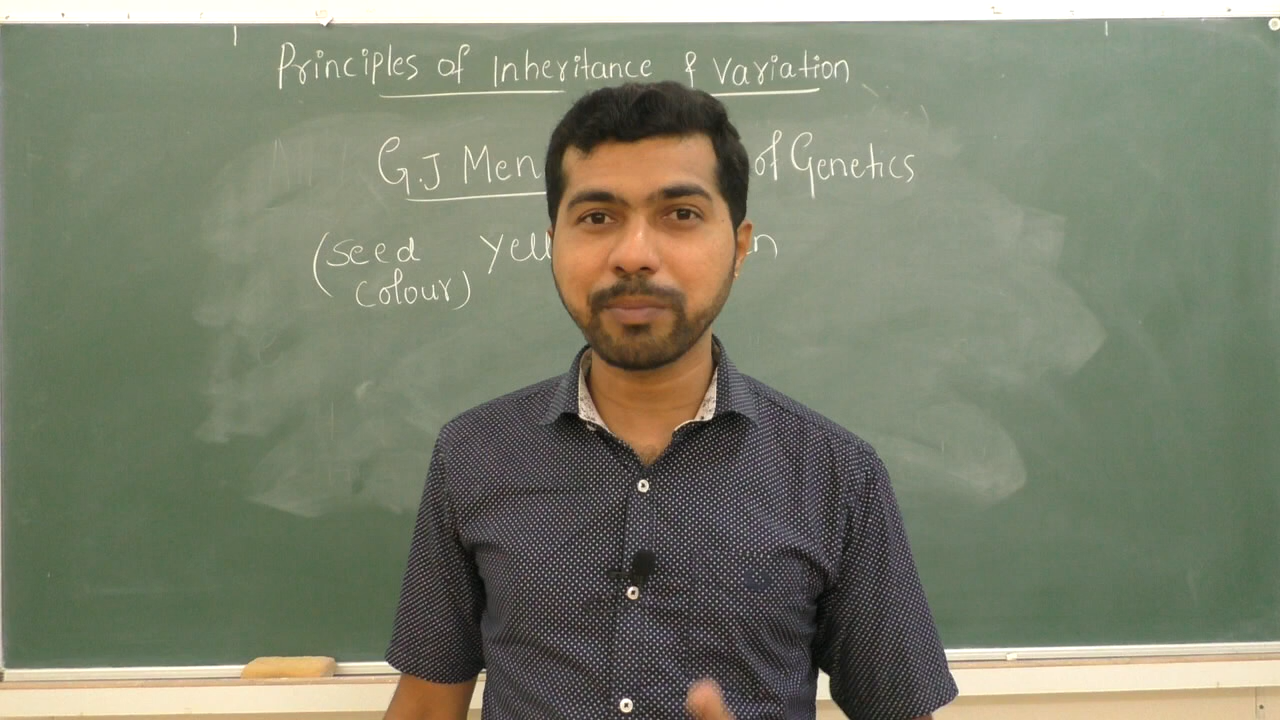 Principles of Inheritance & Variation
G.J Men of Genetics
(Seed Yell
colour)